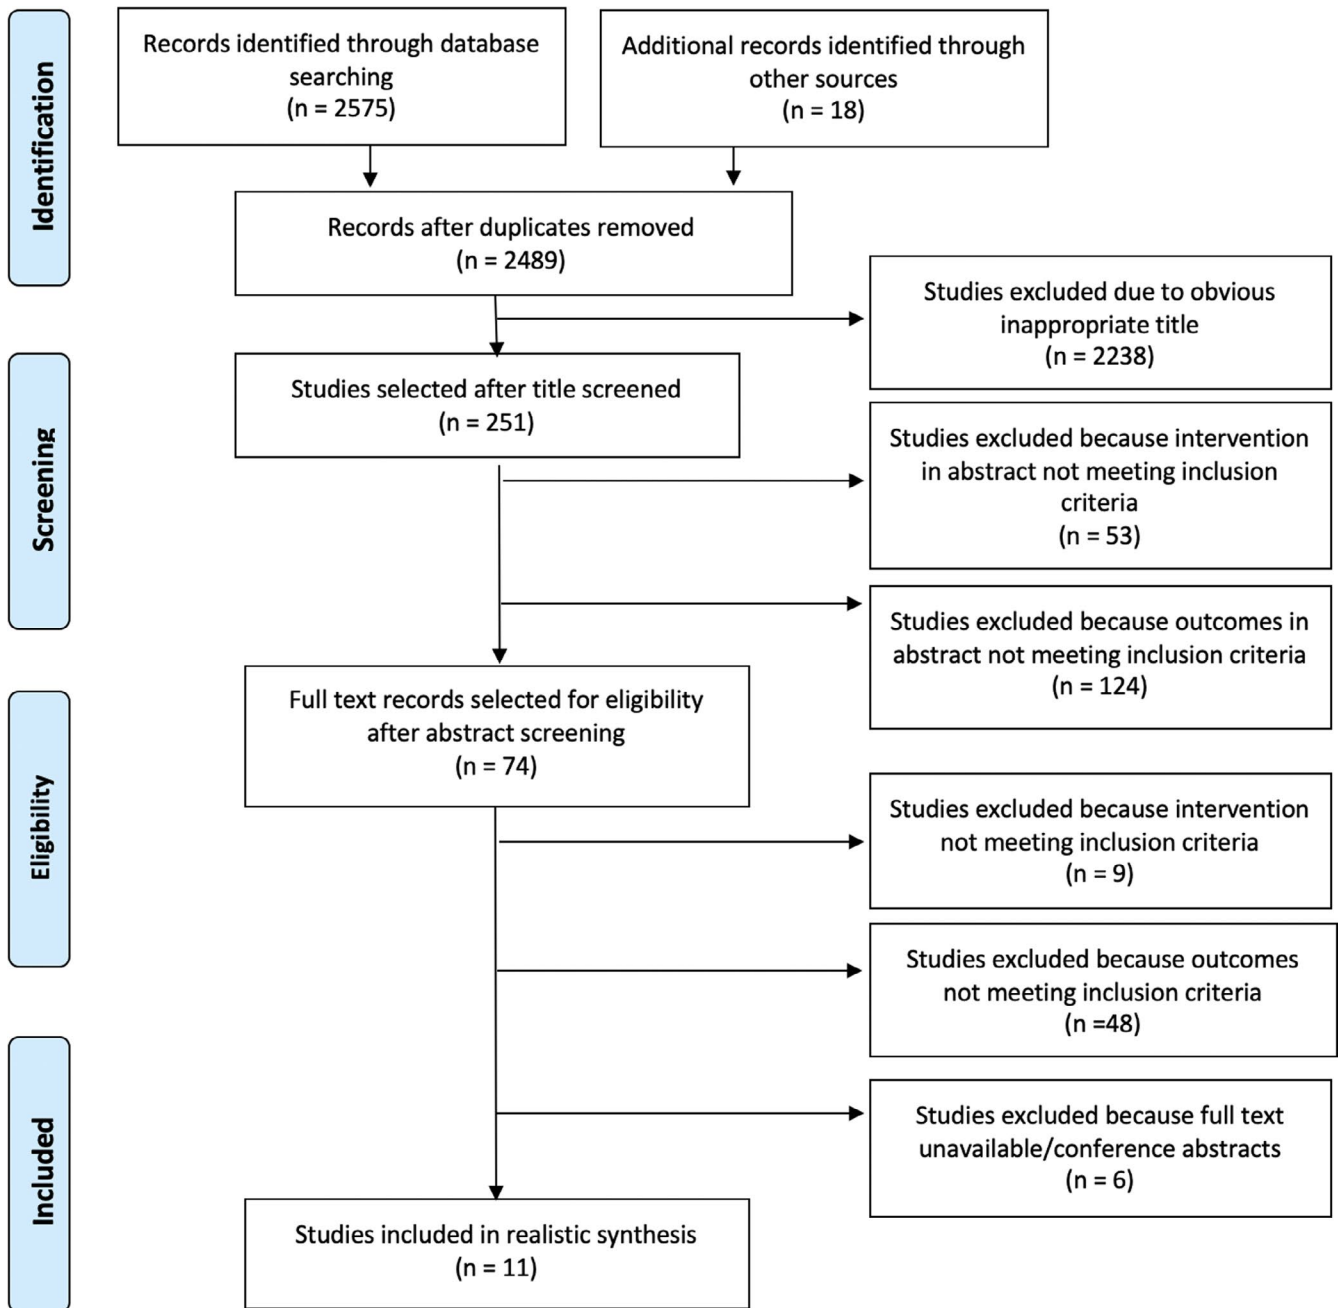 Identification
Records identified through database
searching
(n = 2575)
Additional records identified through
other sources
(n = 18)
Records after duplicates removed
(n = 2489)
Studies excluded due to obvious
inappropriate title
(n = 2238)
Screening
Studies selected after title screened
(n = 251)
Studies excluded because intervention
in abstract not meeting inclusion
criteria
(n = 53)
Studies excluded because outcomes in
abstract not meeting inclusion criteria
(n = 124)
Eligibility
Full text records selected for eligibility
after abstract screening
(n = 74)
Studies excluded because intervention
not meeting inclusion criteria
(n = 9)
Studies excluded because outcomes
not meeting inclusion criteria
(n =48)
Included
Studies excluded because full text
unavailable/conference abstracts
(n = 6)
Studies included in realistic synthesis
(n = 11)